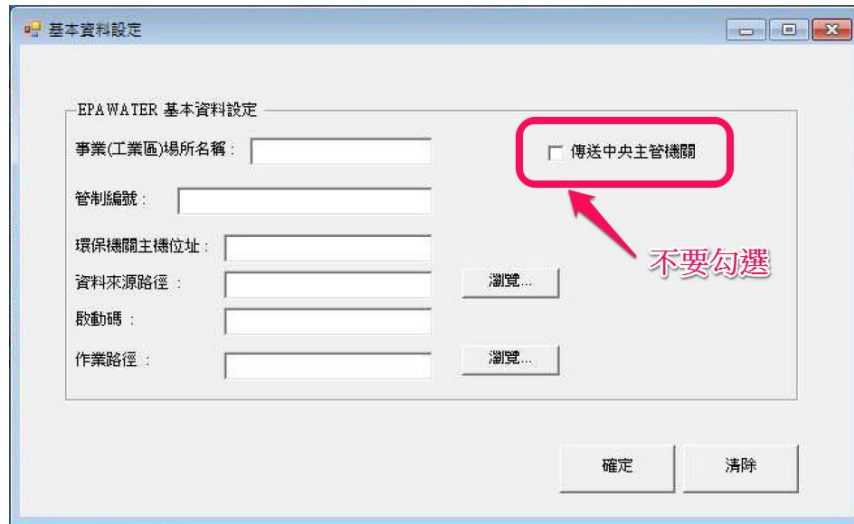 基本資料設定
EPAWATER 基本資料設定
事業(工業區)場所名稱：
傳送中央主管機關
管制編號：
不要勾選
環保機關主機位址：
資料來源路徑 ： 瀏覽...
啟動碼 ：
作業路徑 ： 瀏覽...
確定 清除